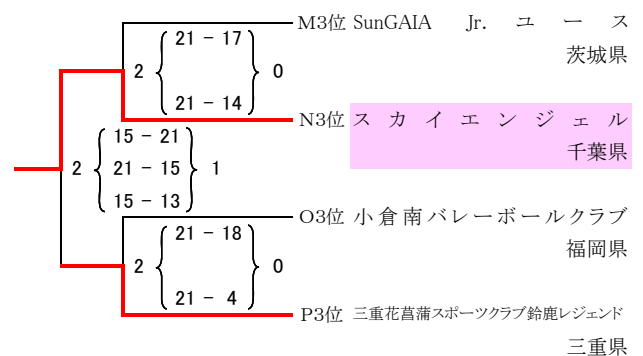 M3位 SunGAIA Jr. ユース
21 − 17
茨城県
2 0
21 − 14
N3位 スカイエンジェル
15 − 21
千葉県
2 21 − 15 1
15 − 13
O3位 小倉南バレーボールクラブ
21 − 18
福岡県
2 0
21 − 4
P3位 三重花菖蒲スポーツクラブ鈴鹿レジェンド
三重県